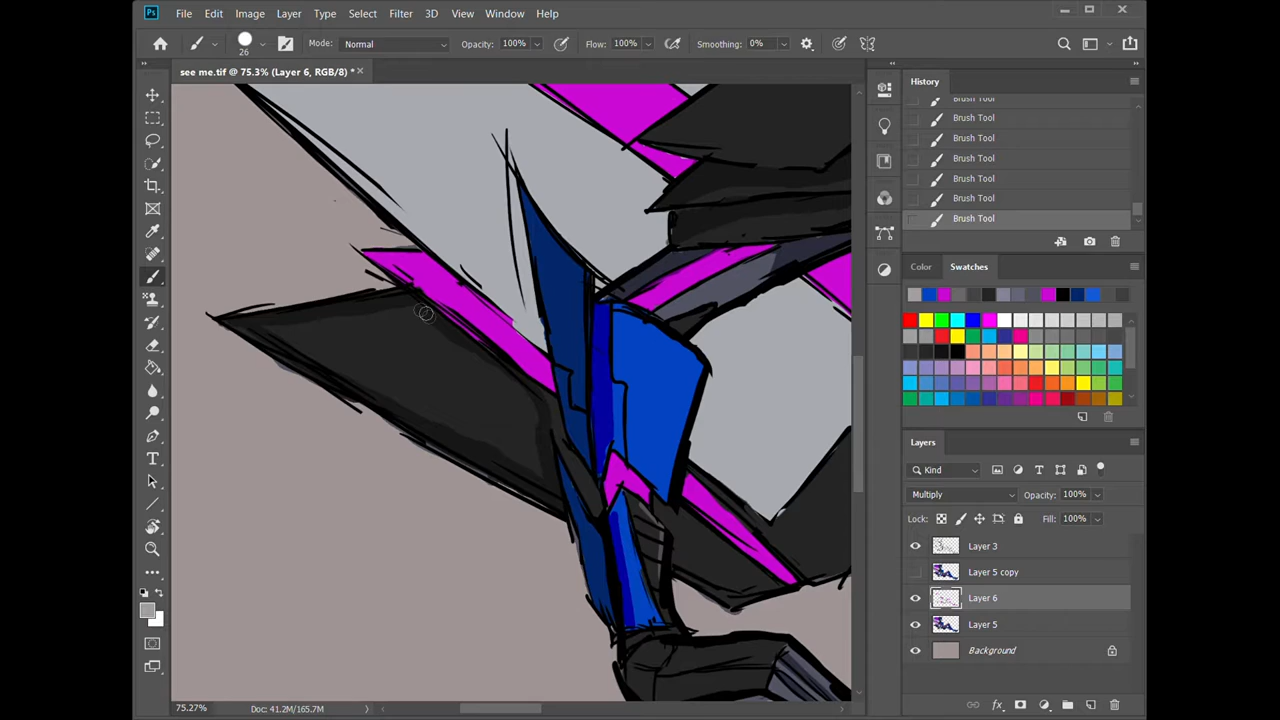 Ps File Edit Image Layer Type Select Filter 3D View Window Help
26 Mode: Normal Opacity: 100% Flow: 100% Smoothing: 0%
see me.tif @ 75.3% (Layer 6, RGB/8) *
History
Brush Tool
Brush Tool
Brush Tool
Brush Tool
Brush Tool
Brush Tool
Brush Tool
Color Swatches
Layers
Kind
Multiply Opacity: 100%
Lock: Fill: 100%
Layer 3
Layer 5 copy
Layer 6
Layer 5
Background
75.27% Doc: 41.2M/165.7M